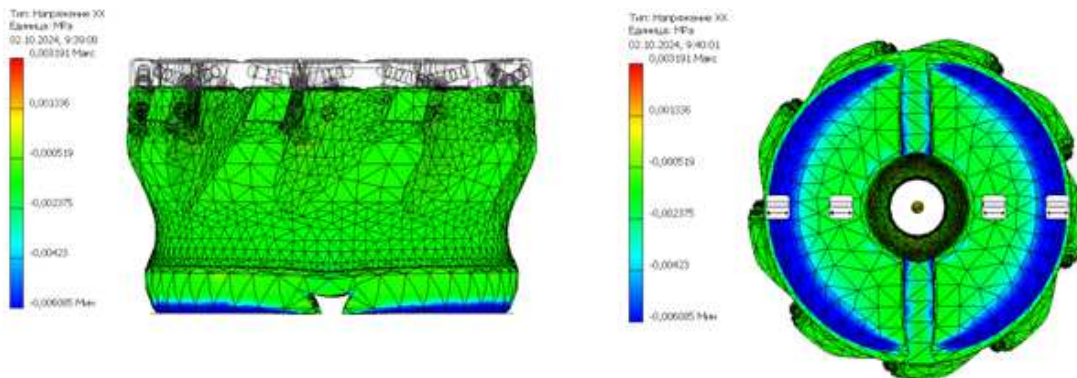 Тип: Напряжение XX
Единица: MPa
02.10.2024, 9:39:00
0,003191 Макс
0,001336
-0,000519
-0,002375
-0,00423
-0,006085 Мин
Тип: Напряжение XX
Единица: MPa
02.10.2024, 9:40:01
0,003191 Макс
0,001336
-0,000519
-0,002375
-0,00423
-0,006085 Мин